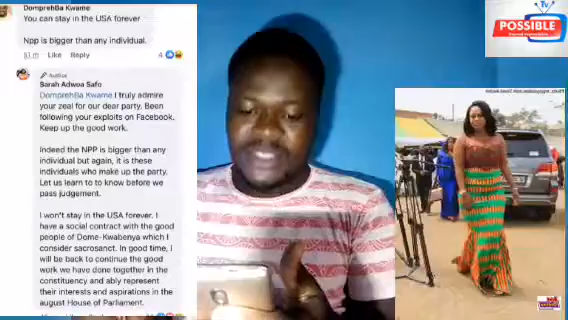 DomprehBa Kwame
You can stay in the USA forever
Npp is bigger than any individual.
Like Reply
4
Author
Sarah Adwoa Safo
DomprehBa Kwame I truly admire
your zeal for our dear party. Been
following your exploits on Facebook.
Keep up the good work.
Indeed the NPP is bigger than any
individual but again, it is these
individuals who make up the party.
Let us learn to to know before we
pass judgement.
I won't stay in the USA forever. I
have a social contract with the good
people of Dome-Kwabenya which I
consider sacrosanct. In good time, I
will be back to continue the good
work we have done together in the
constituency and ably represent
their interests and aspirations in the
august House of Parliament.
Tv
POSSIBLE